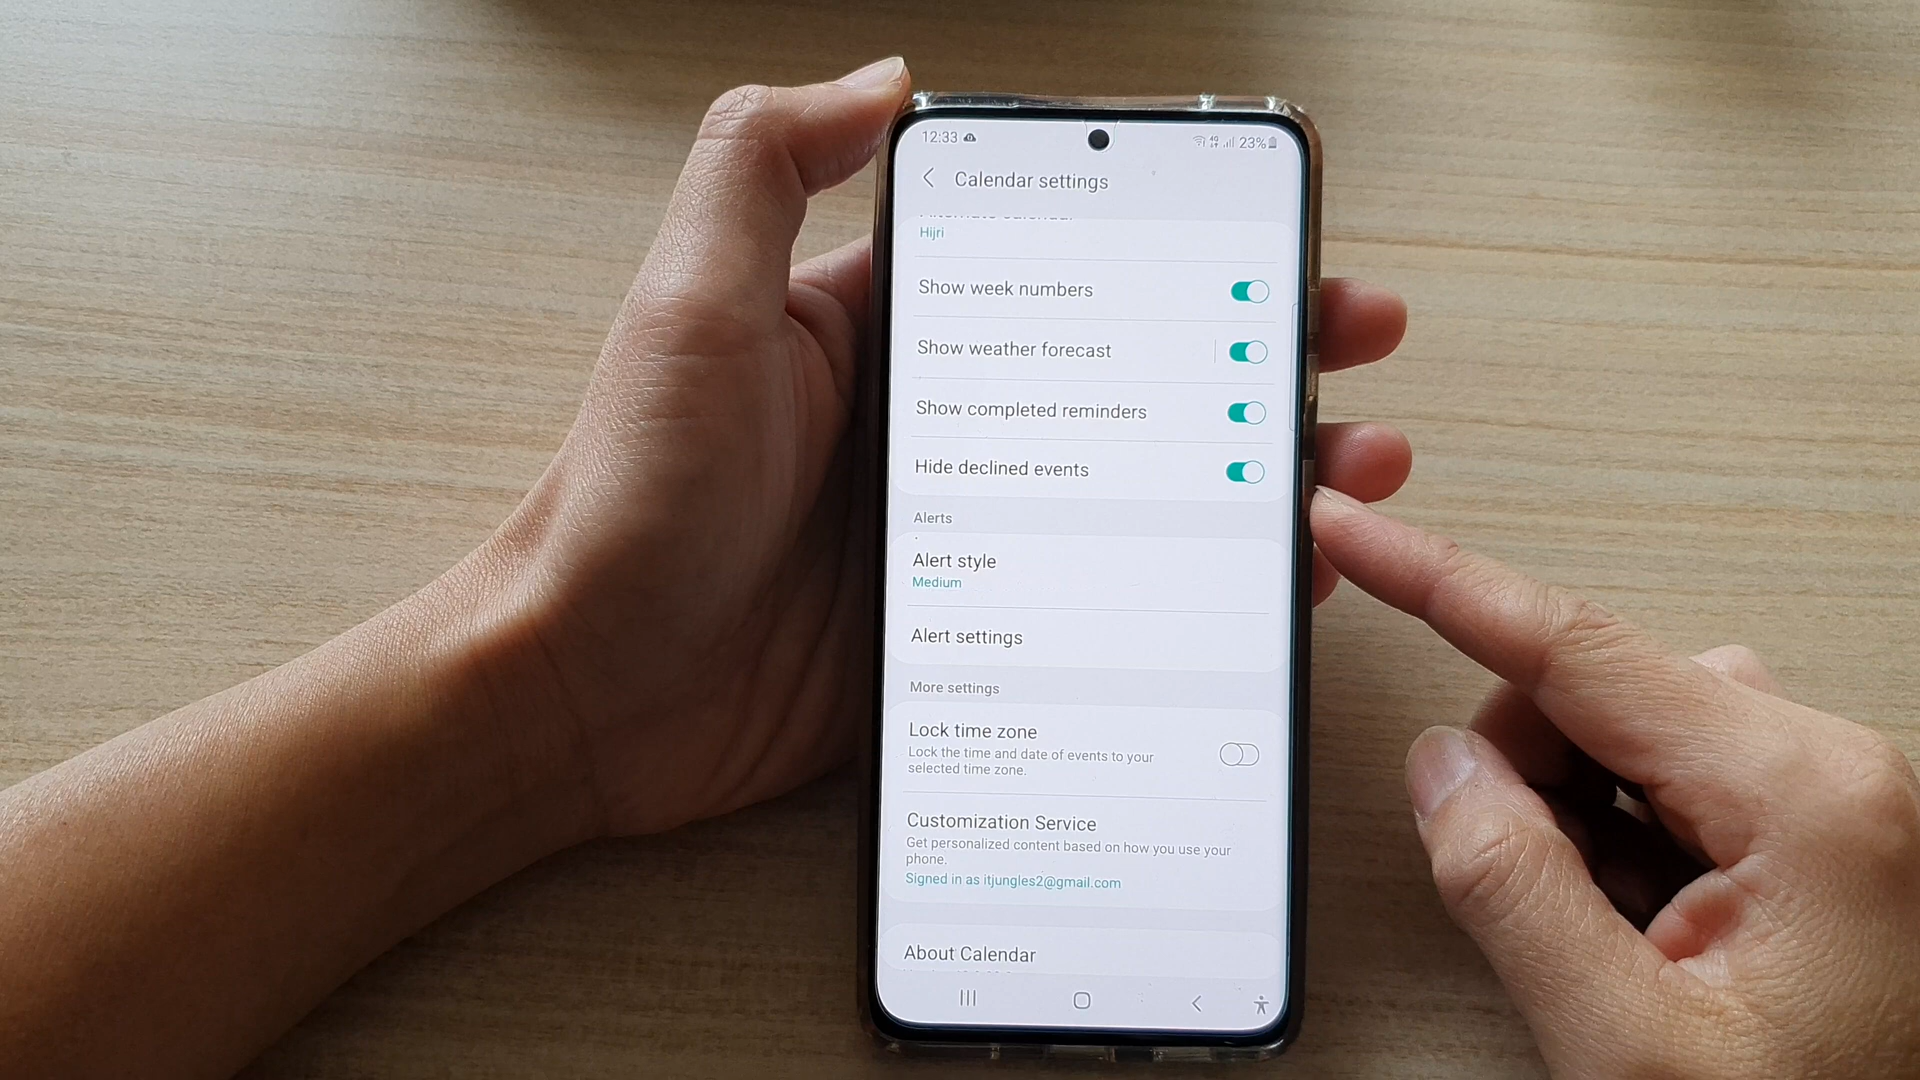 12:33
4G 23%
Calendar settings
Alternate calendar
Hijri
Show week numbers
Show weather forecast
Show completed reminders
Hide declined events
Alerts
Alert style
Medium
Alert settings
More settings
Lock time zone
Lock the time and date of events to your
selected time zone.
Customization Service
Get personalized content based on how you use your
phone.
Signed in as itjungles2@gmail.com
About Calendar